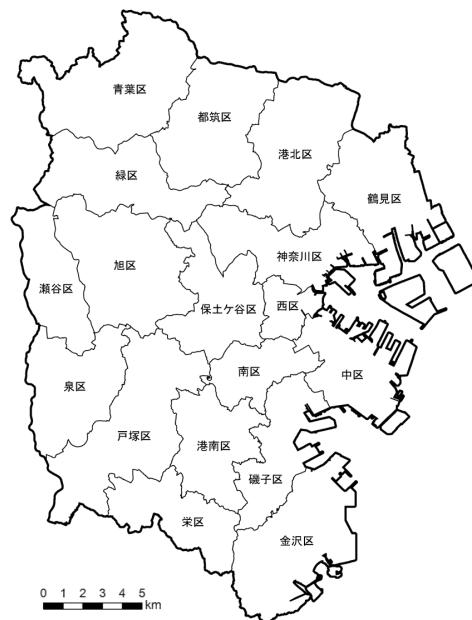 青葉区
都筑区
港北区
緑区
鶴見区
神奈川区
旭区
瀬谷区
保土ケ谷区
西区
南区
中区
泉区
戸塚区
港南区
磯子区
栄区
金沢区
0 1 2 3 4 5
km